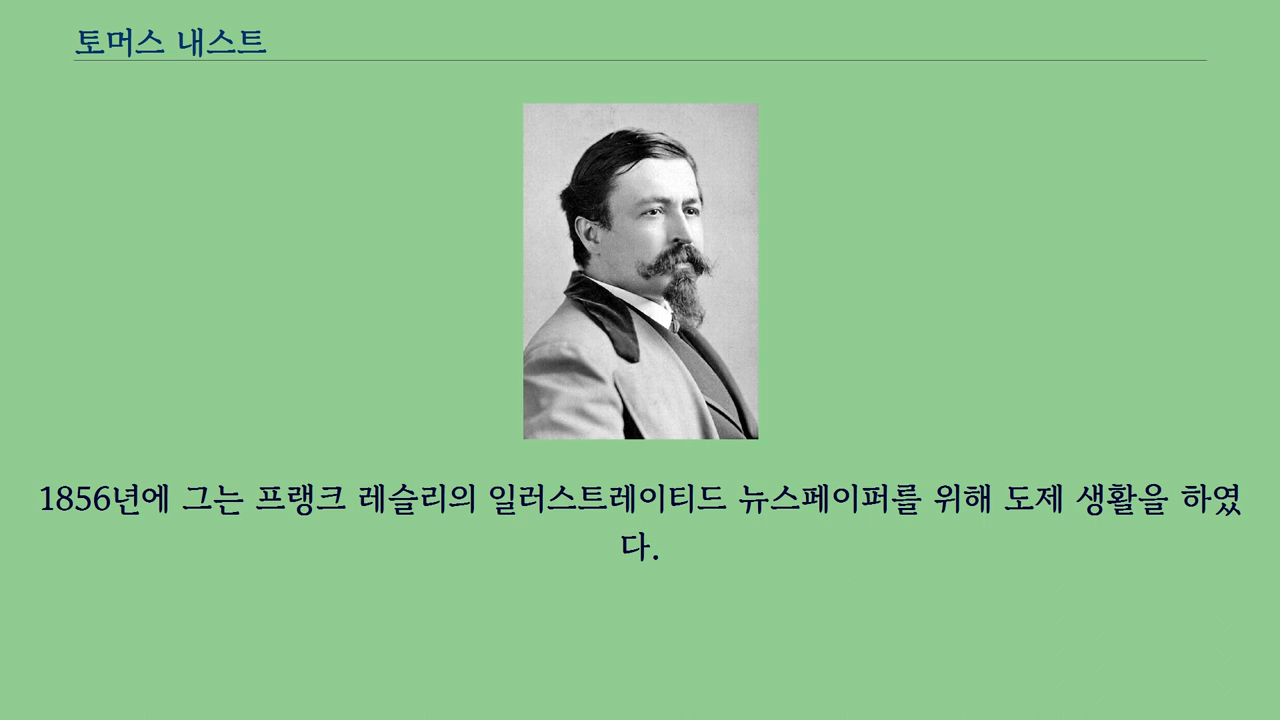 토머스 내스트
1856년에 그는 프랭크 레슬리의 일러스트레이티드 뉴스페이퍼를 위해 도제 생활을 하였
다.